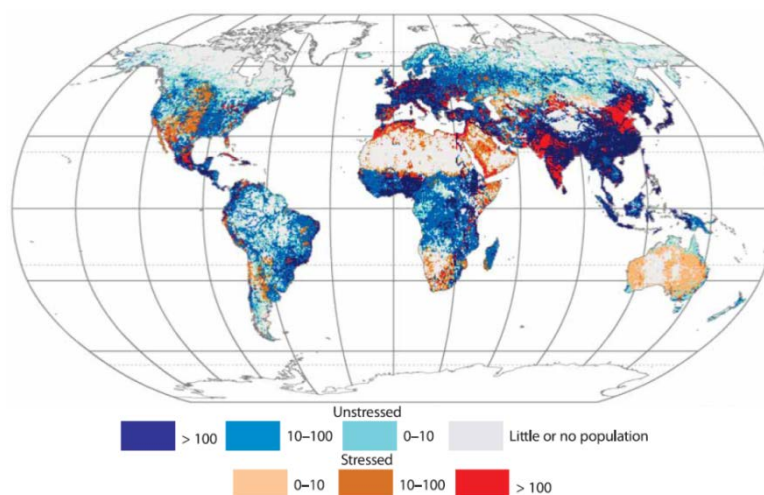 Unstressed
> 100 10–100 0–10 Little or no population
Stressed
0–10 10–100 > 100